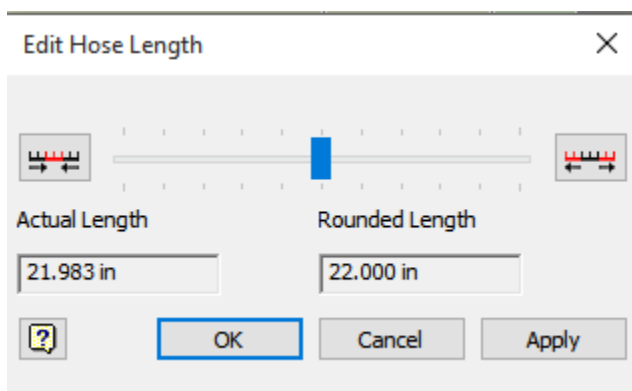 Edit Hose Length
Actual Length
Rounded Length
21.983 in
22.000 in
OK
Cancel
Apply